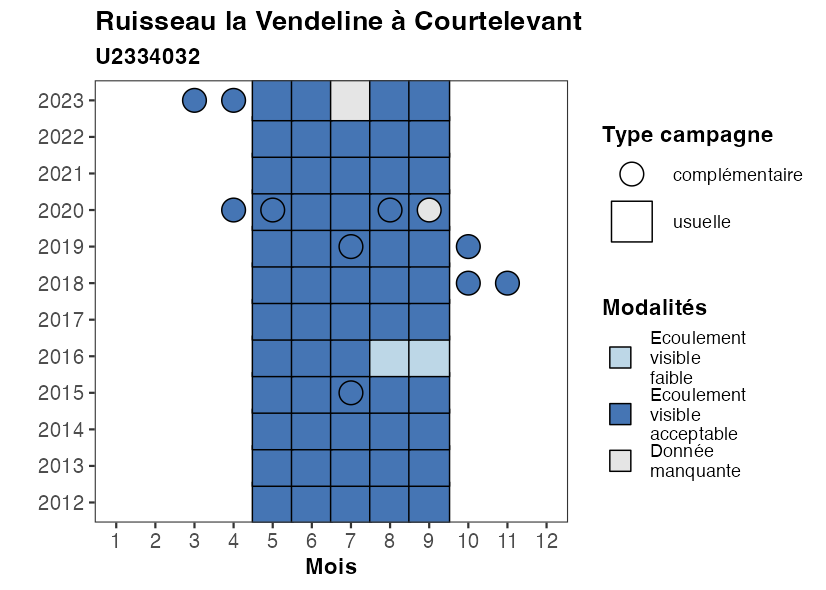 Ruisseau la Vendeline à Courtelevant
U2334032
2023
2022
2021
2020
2019
2018
2017
2016
2015
2014
2013
2012
1 2 3 4 5 6 7 8 9 10 11 12
Mois
Type campagne
complémentaire
usuelle
Modalités
Ecoulement
visible
faible
Ecoulement
visible
acceptable
Donnée
manquante